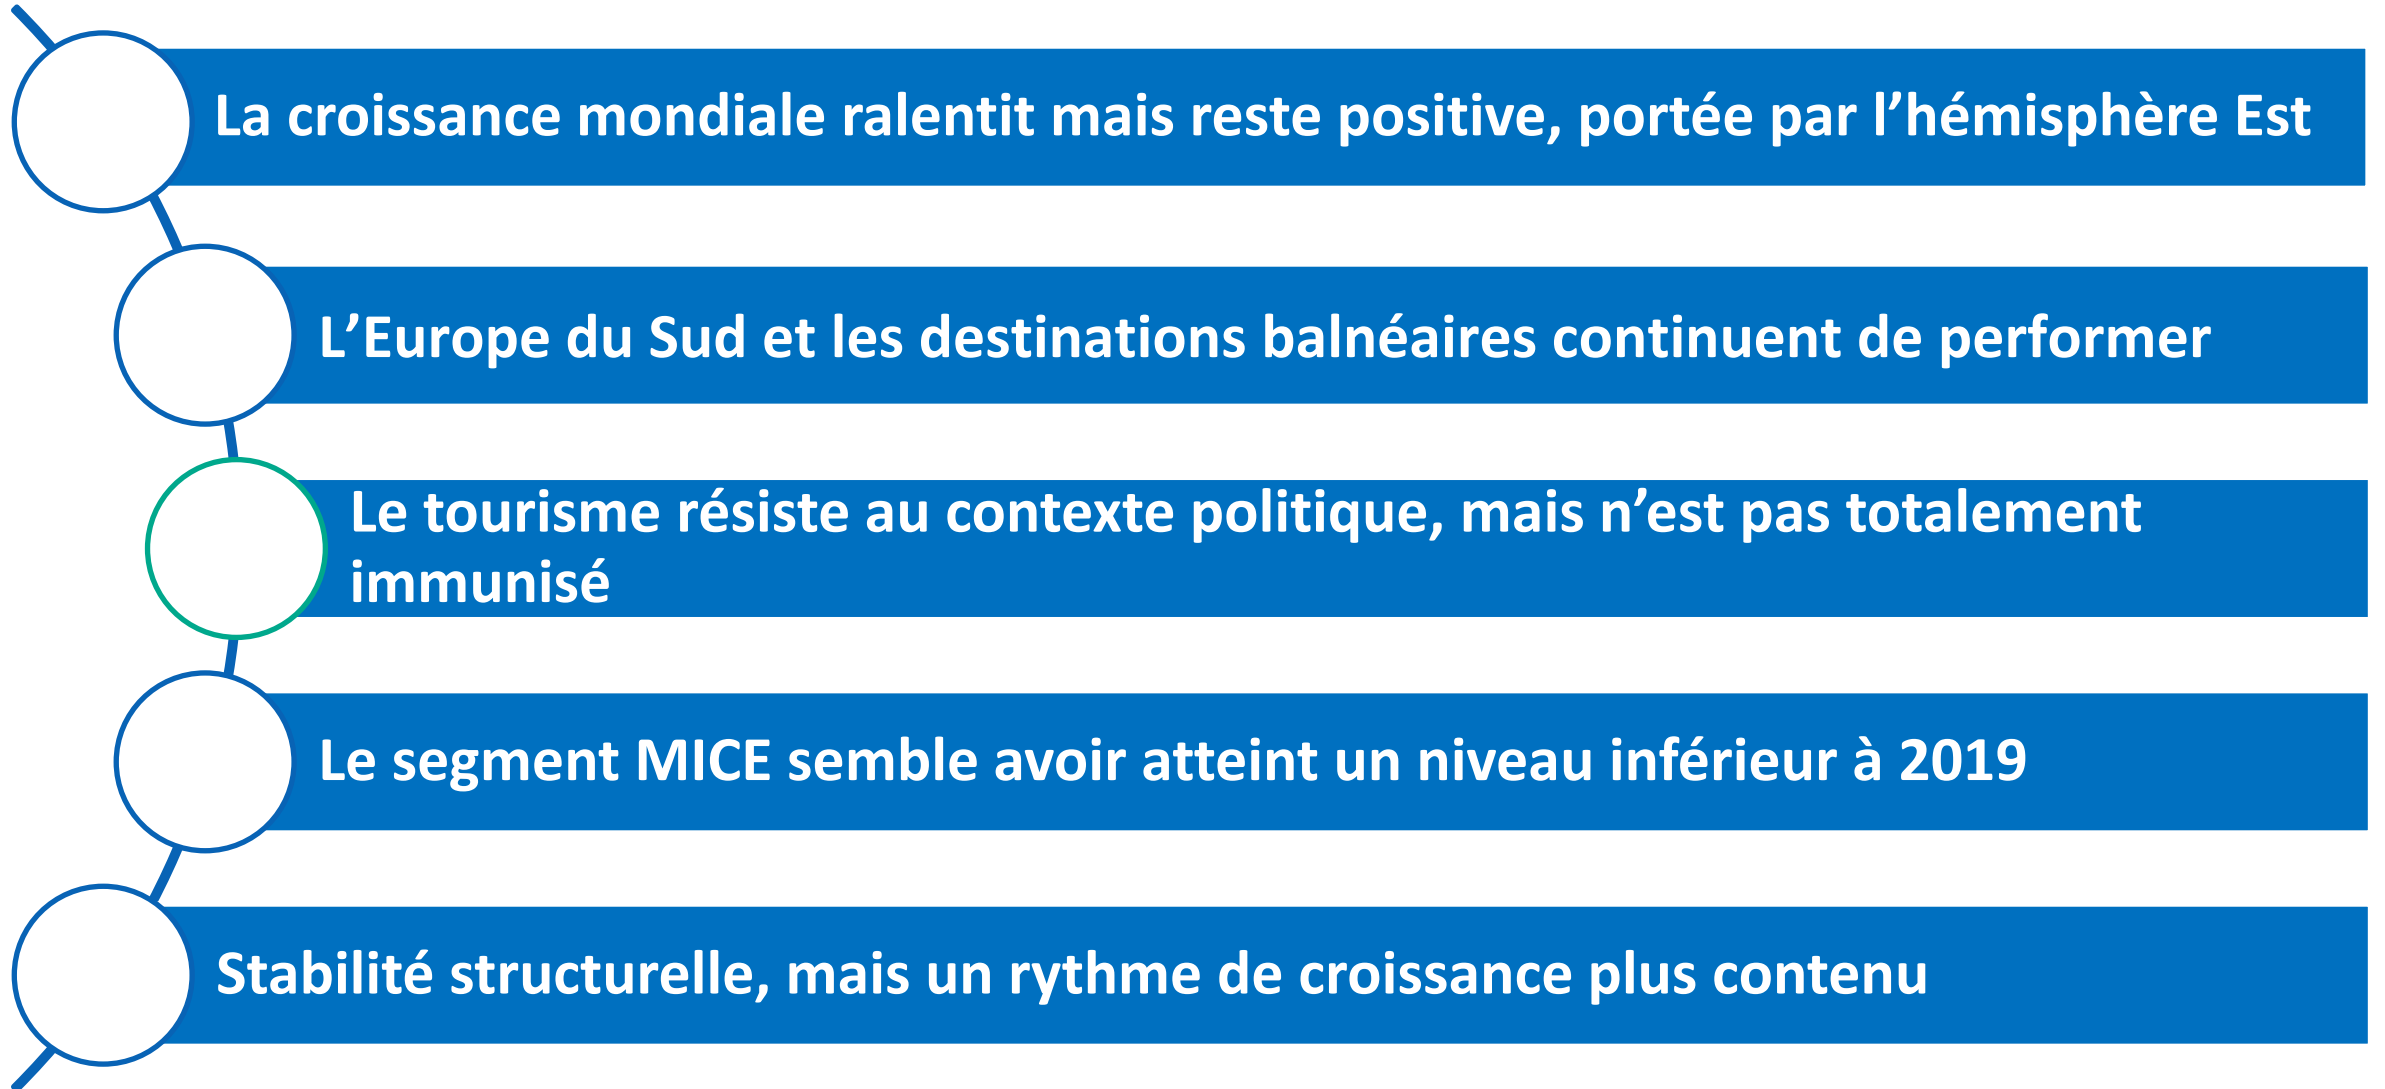 La croissance mondiale ralentit mais reste positive, portée par l’hémisphère Est
L’Europe du Sud et les destinations balnéaires continuent de performer
Le tourisme résiste au contexte politique, mais n’est pas totalement
immunisé
Le segment MICE semble avoir atteint un niveau inférieur à 2019
Stabilité structurelle, mais un rythme de croissance plus contenu